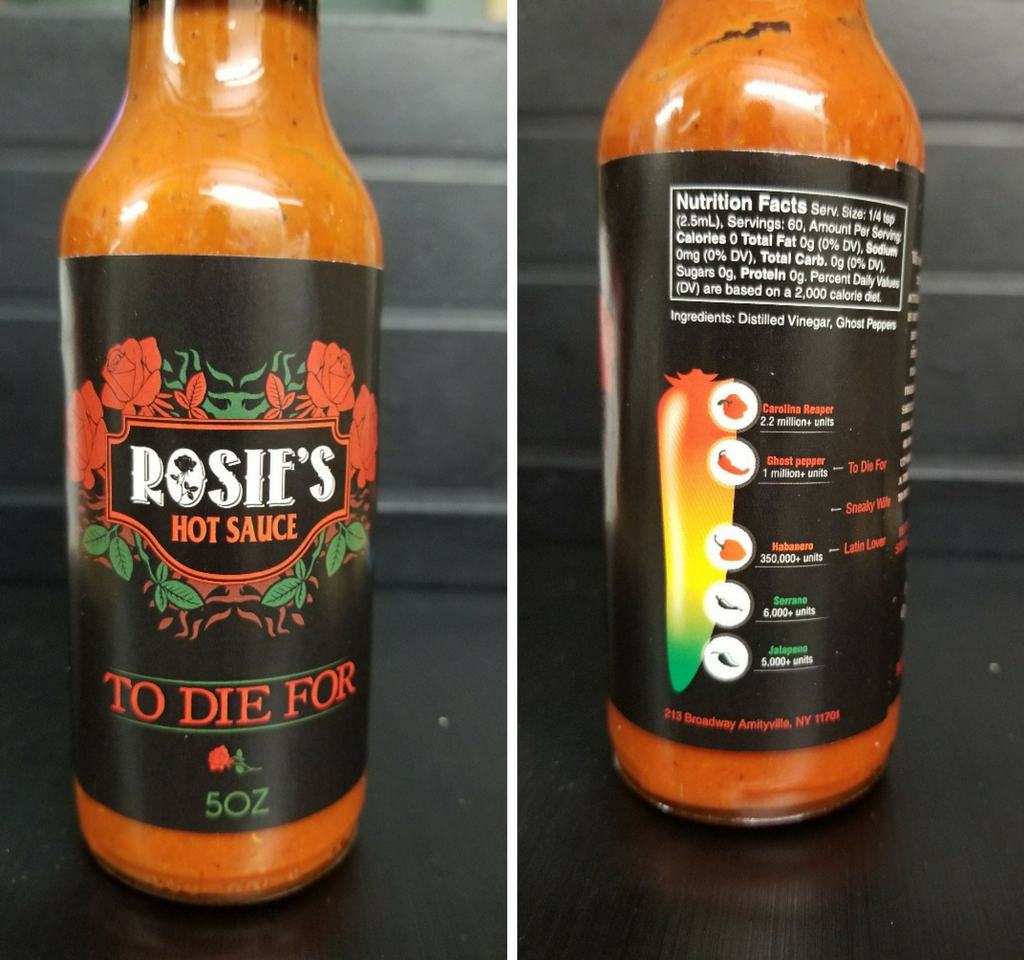 ROSIE'S
HOT SAUCE
TO DIE FOR
5OZ
Nutrition Facts Serv. Size: 1/4 tsp
(2.5mL), Servings: 60, Amount Per Serving:
Calories 0 Total Fat 0g (0% DV), Sodium
0mg (0% DV), Total Carb. 0g (0% DV),
Sugars 0g, Protein 0g. Percent Daily Values
(DV) are based on a 2,000 calorie diet.
Ingredients: Distilled Vinegar, Ghost Peppers
Carolina Reaper
2.2 million+ units
Ghost pepper
1 million+ units
To Die For
Sneaky Wife
Habanero
350,000+ units
Latin Lover
Serrano
6,000+ units
Jalapeno
5,000+ units
213 Broadway Amityville, NY 11701